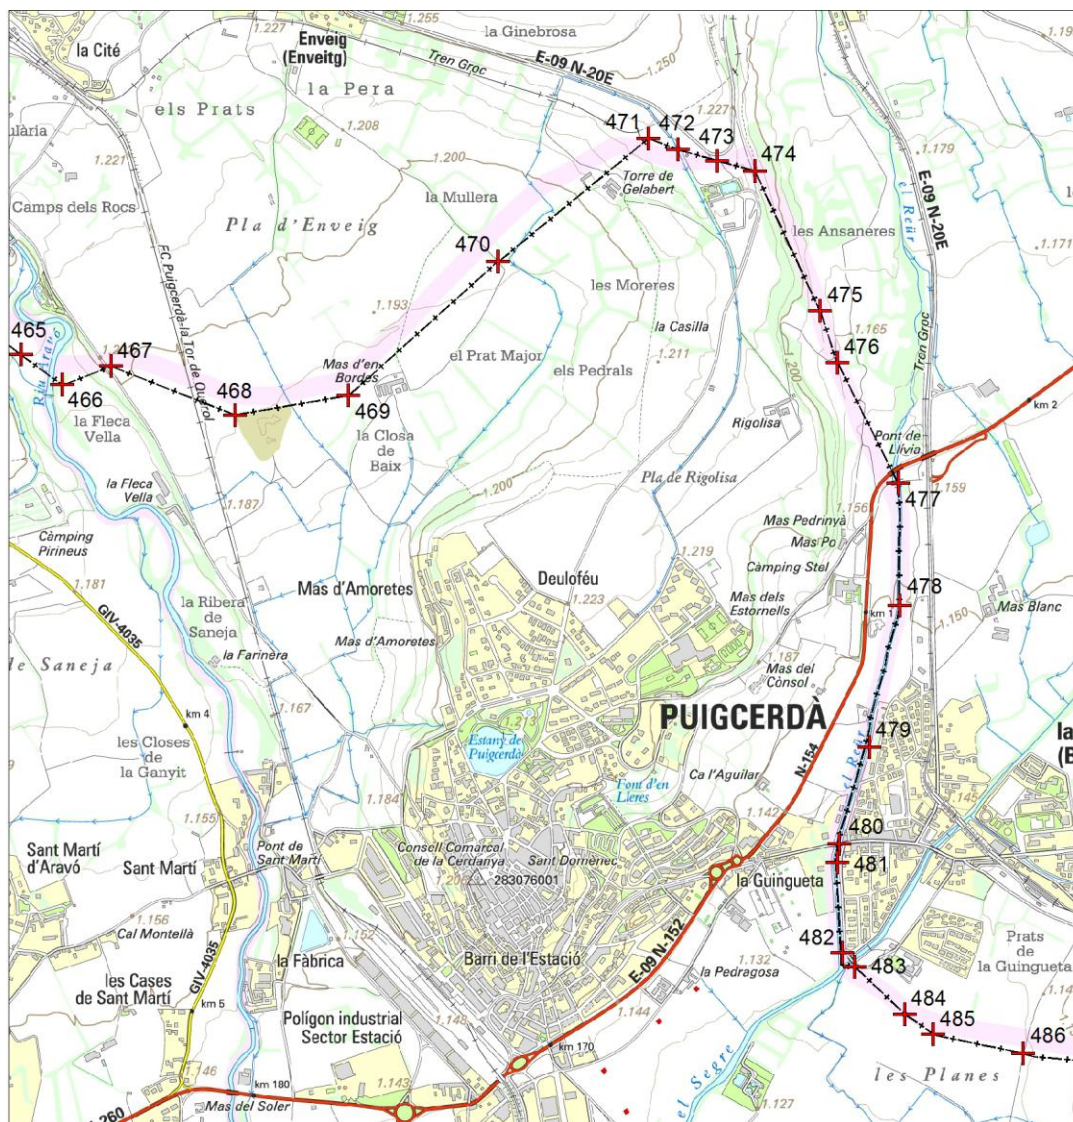 1.227
1.255
la Ginebrosa
la Cité
Enveig
(Enveitg)
Tren Groc
E-09 N-20E
1.250
la Pera
els Prats
1.208
471
472
473
474
1.227
1.221
1.200
1.179
E-09 N-20E
el Reür
Camps dels Rocs
Torre de
Gelabert
la Mullera
Pla d'Enveig
470
les Ansaneres
1.171
FC Puigcerdà-la Tor de Querol
1.193
les Moreres
475
la Casilla
1.165
476
Tren Groc
465
Riu Aravó
466
467
Mas d'en
Bordes
el Prat Major
1.211
els Pedrals
1.200
468
469
la Fleca
Vella
la Closa
de
Baix
Rigolisa
km 2
Pont de
Llívia
la Fleca
Vella
1.187
1.200
Pla de Rigolisa
1.159
477
1.156
Càmping
Pirineus
Mas Pedrinyà
Mas Po
1.181
1.219
Càmping Stel
GIV-4035
Mas d'Amoretes
Deulofeu
1.223
478
km 1
la Ribera
de
Saneja
Mas dels
Estornells
1.150
Mas Blanc
de Saneja
la Farinera
Mas d'Amoretes
1.187
Mas del
Cònsol
1.167
km 4
PUIGCERDÀ
1.213
479
el Reür
les Closes
de
la Ganyit
Estany de
Puigcerdà
N-154
la
(B
Ca l'Aguilar
Font d'en
Lleres
1.184
1.142
1.145
1.155
480
Sant Martí
d'Aravó
Sant Martí
Pont de
Sant Martí
Consell Comarcal
de la Cerdanya
Sant Domènec
481
la Guingueta
283076001
1.156
Cal Montellà
1.152
E-09 N-152
482
483
Prats
de
la Guingueta
la Fàbrica
Barri de l'Estació
1.132
la Pedragosa
les Cases
de Sant Martí
GIV-4035
km 5
1.144
484
485
486
Polígon industrial
Sector Estació
1.148
km 170
el Segre
les Planes
1.146
km 180
1.143
Mas del Soler
1.127